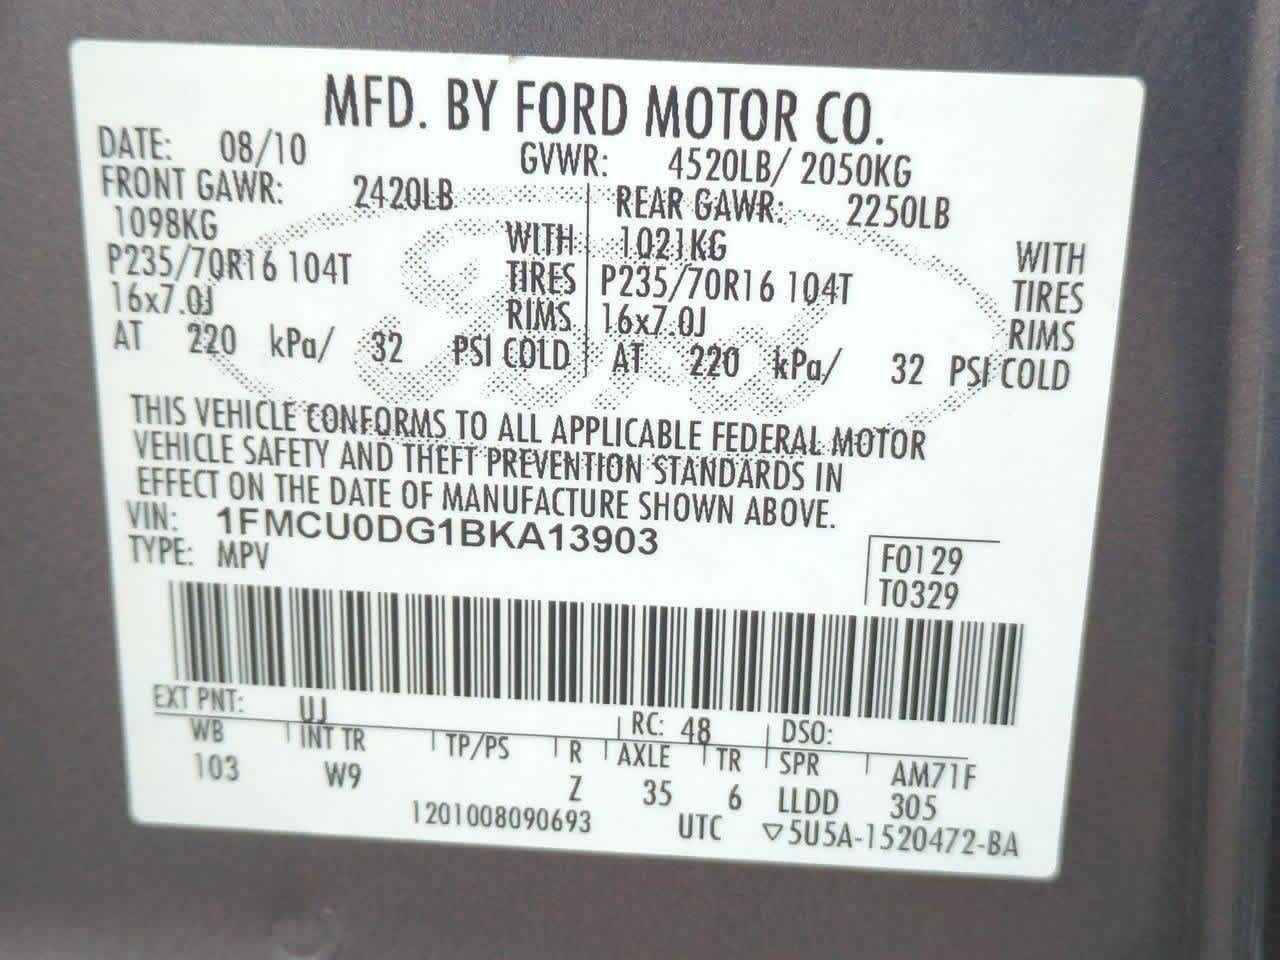 MFD. BY FORD MOTOR CO.
DATE: 08/10 GVWR: 4520LB/ 2050KG
FRONT GAWR: 2420LB REAR GAWR: 2250LB
1098KG WITH 1021KG WITH
P235/70R16 104T TIRES P235/70R16 104T TIRES
16x7.0J RIMS 16x7.0J RIMS
AT 220 kPa/ 32 PSI COLD AT 220 kPa/ 32 PSI COLD
THIS VEHICLE CONFORMS TO ALL APPLICABLE FEDERAL MOTOR
VEHICLE SAFETY AND THEFT PREVENTION STANDARDS IN
EFFECT ON THE DATE OF MANUFACTURE SHOWN ABOVE.
VIN: 1FMCU0DG1BKA13903
TYPE: MPV
F0129
T0329
EXT PNT: UJ RC: 48 DSO:
WB INT TR TP/PS R AXLE TR SPR AM71F
103 W9 Z 35 6 LLDD 305
1201008090693 UTC ▽5U5A-1520472-BA
Ford